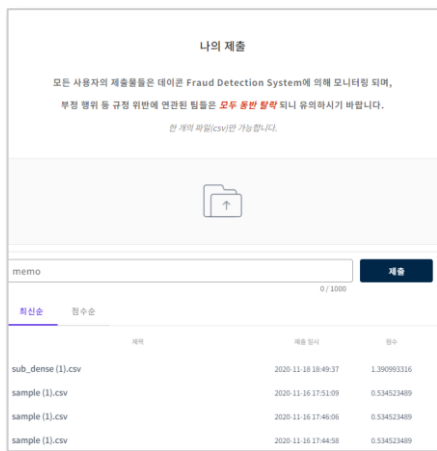 나의 제출
모든 사용자의 제출물들은 데이콘 Fraud Detection System에 의해 모니터링 되며,
부정 행위 등 규정 위반에 연관된 팀들은 모두 동반 탈락 되니 유의하시기 바랍니다.
한 개의 파일(csv)만 가능합니다.
memo
제출
0 / 1000
최신순 점수순
제목 제출 일시 점수
sub_dense (1).csv 2020-11-18 18:49:37 1.390993316
sample (1).csv 2020-11-16 17:51:09 0.534523489
sample (1).csv 2020-11-16 17:46:06 0.534523489
sample (1).csv 2020-11-16 17:44:58 0.534523489